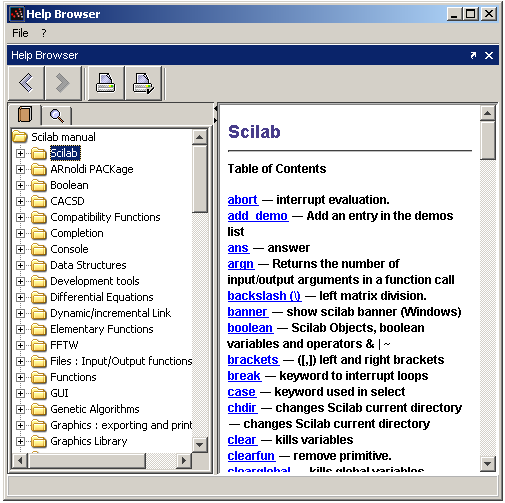 Help Browser
File ?
Help Browser
Scilab manual
Scilab
ARnoldi PACKage
Boolean
CACSD
Compatibility Functions
Completion
Console
Data Structures
Development tools
Differential Equations
Dynamic/incremental Link
Elementary Functions
FFTW
Files : Input/Output functions
Functions
GUI
Genetic Algorithms
Graphics : exporting and print
Graphics Library
Scilab
Table of Contents
abort — interrupt evaluation.
add_demo — Add an entry in the demos
list
ans — answer
argn — Returns the number of
input/output arguments in a function call
backslash (\) — left matrix division.
banner — show scilab banner (Windows)
boolean — Scilab Objects, boolean
variables and operators & | ~
brackets — ([,]) left and right brackets
break — keyword to interrupt loops
case — keyword used in select
chdir — changes Scilab current directory
— changes Scilab current directory
clear — kills variables
clearfun — remove primitive.
clearglobal — kills global variables